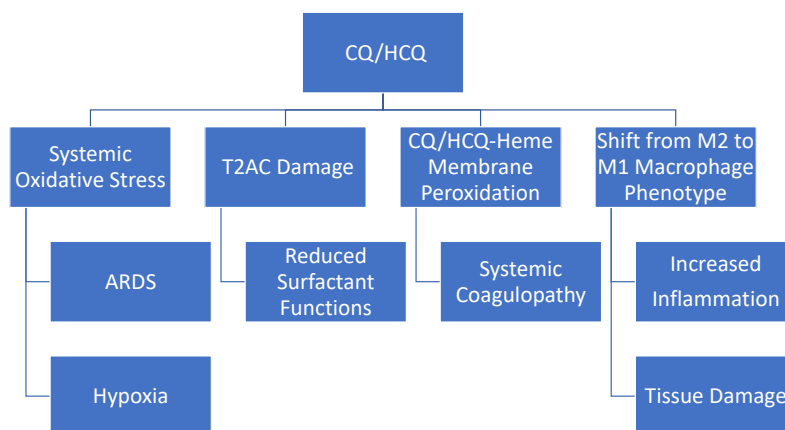 CQ/HCQ
Systemic
Oxidative Stress
T2AC Damage
CQ/HCQ-Heme
Membrane
Peroxidation
Shift from M2 to
M1 Macrophage
Phenotype
ARDS
Reduced
Surfactant
Functions
Systemic
Coagulopathy
Increased
Inflammation
Hypoxia
Tissue Damage